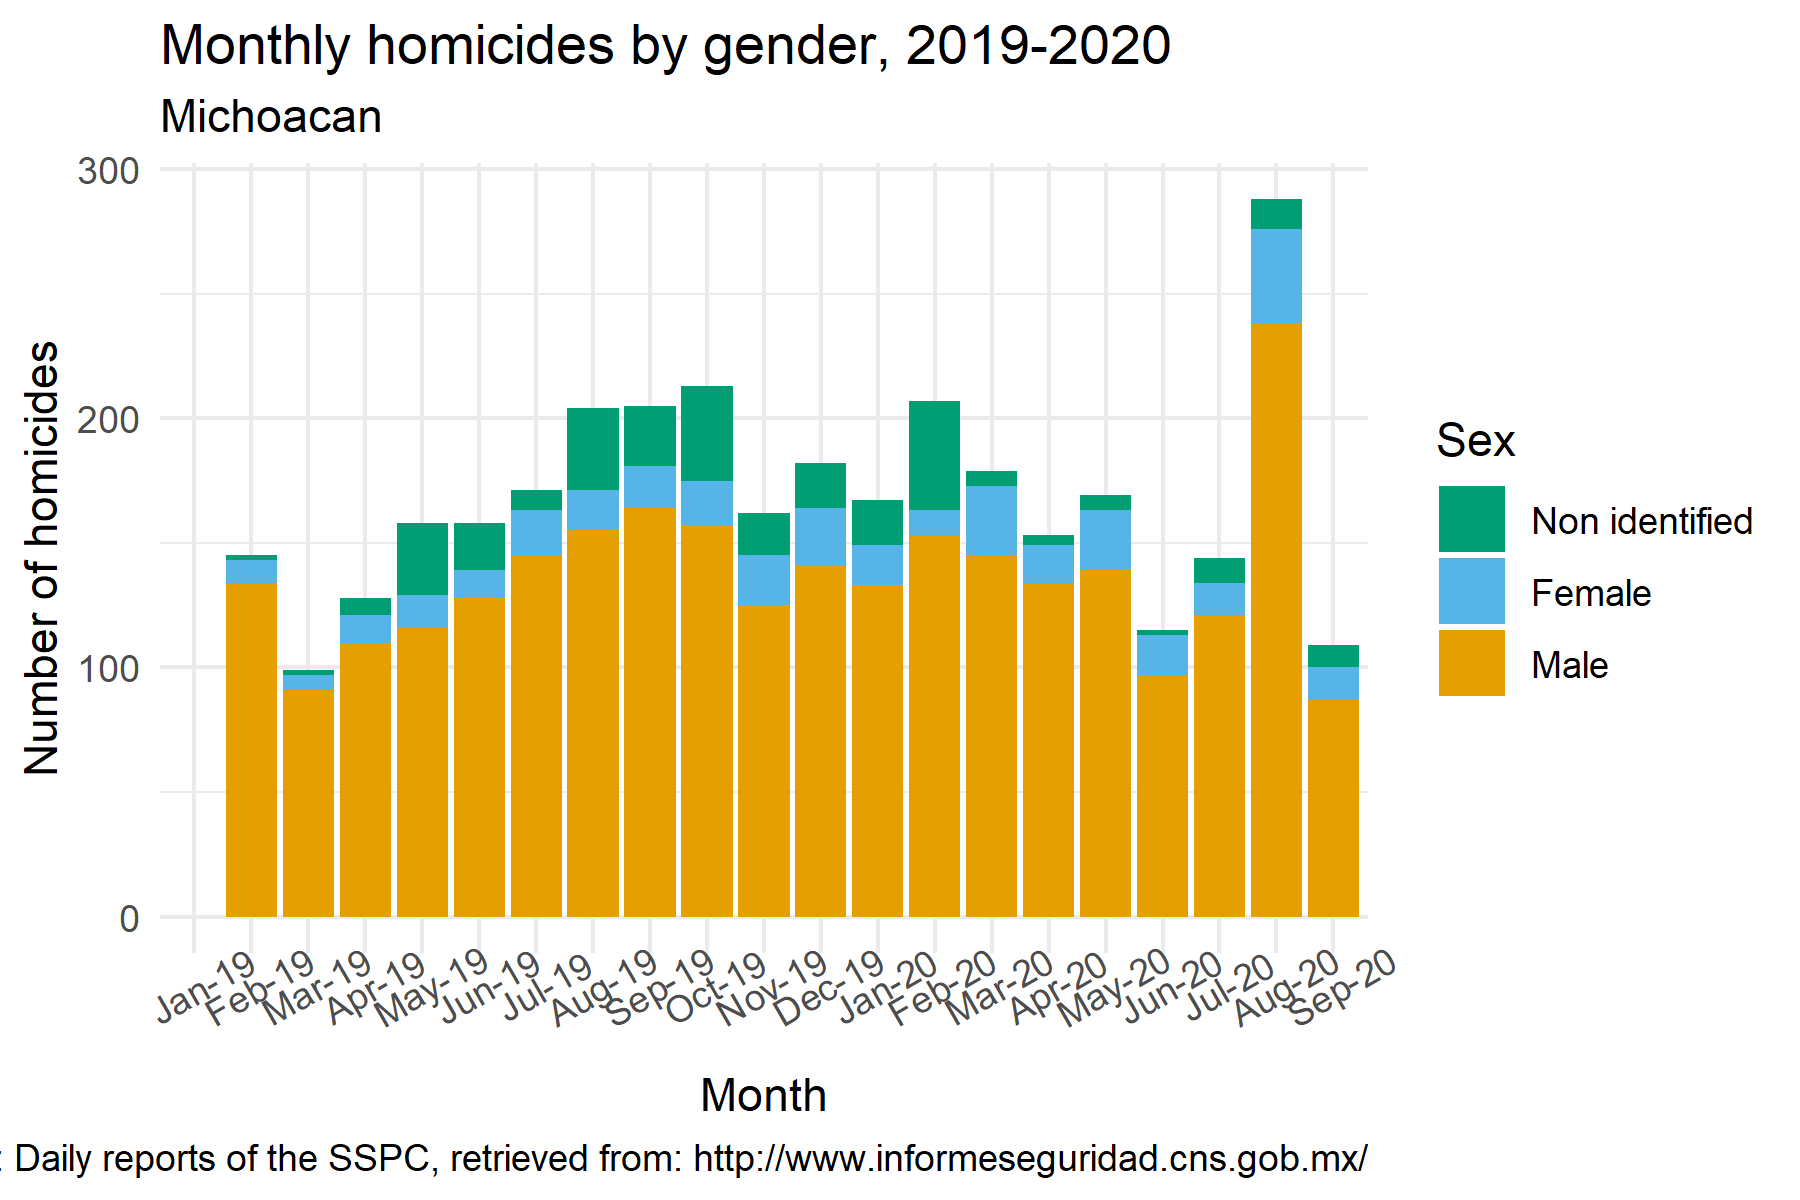 Monthly homicides by gender, 2019-2020
Michoacan
300
200
100
0
Number of homicides
Jan-19
Feb-19
Mar-19
Apr-19
May-19
Jun-19
Jul-19
Aug-19
Sep-19
Oct-19
Nov-19
Dec-19
Jan-20
Feb-20
Mar-20
Apr-20
May-20
Jun-20
Jul-20
Aug-20
Sep-20
Month
Sex
Non identified
Female
Male
: Daily reports of the SSPC, retrieved from: http://www.informeseguridad.cns.gob.mx/